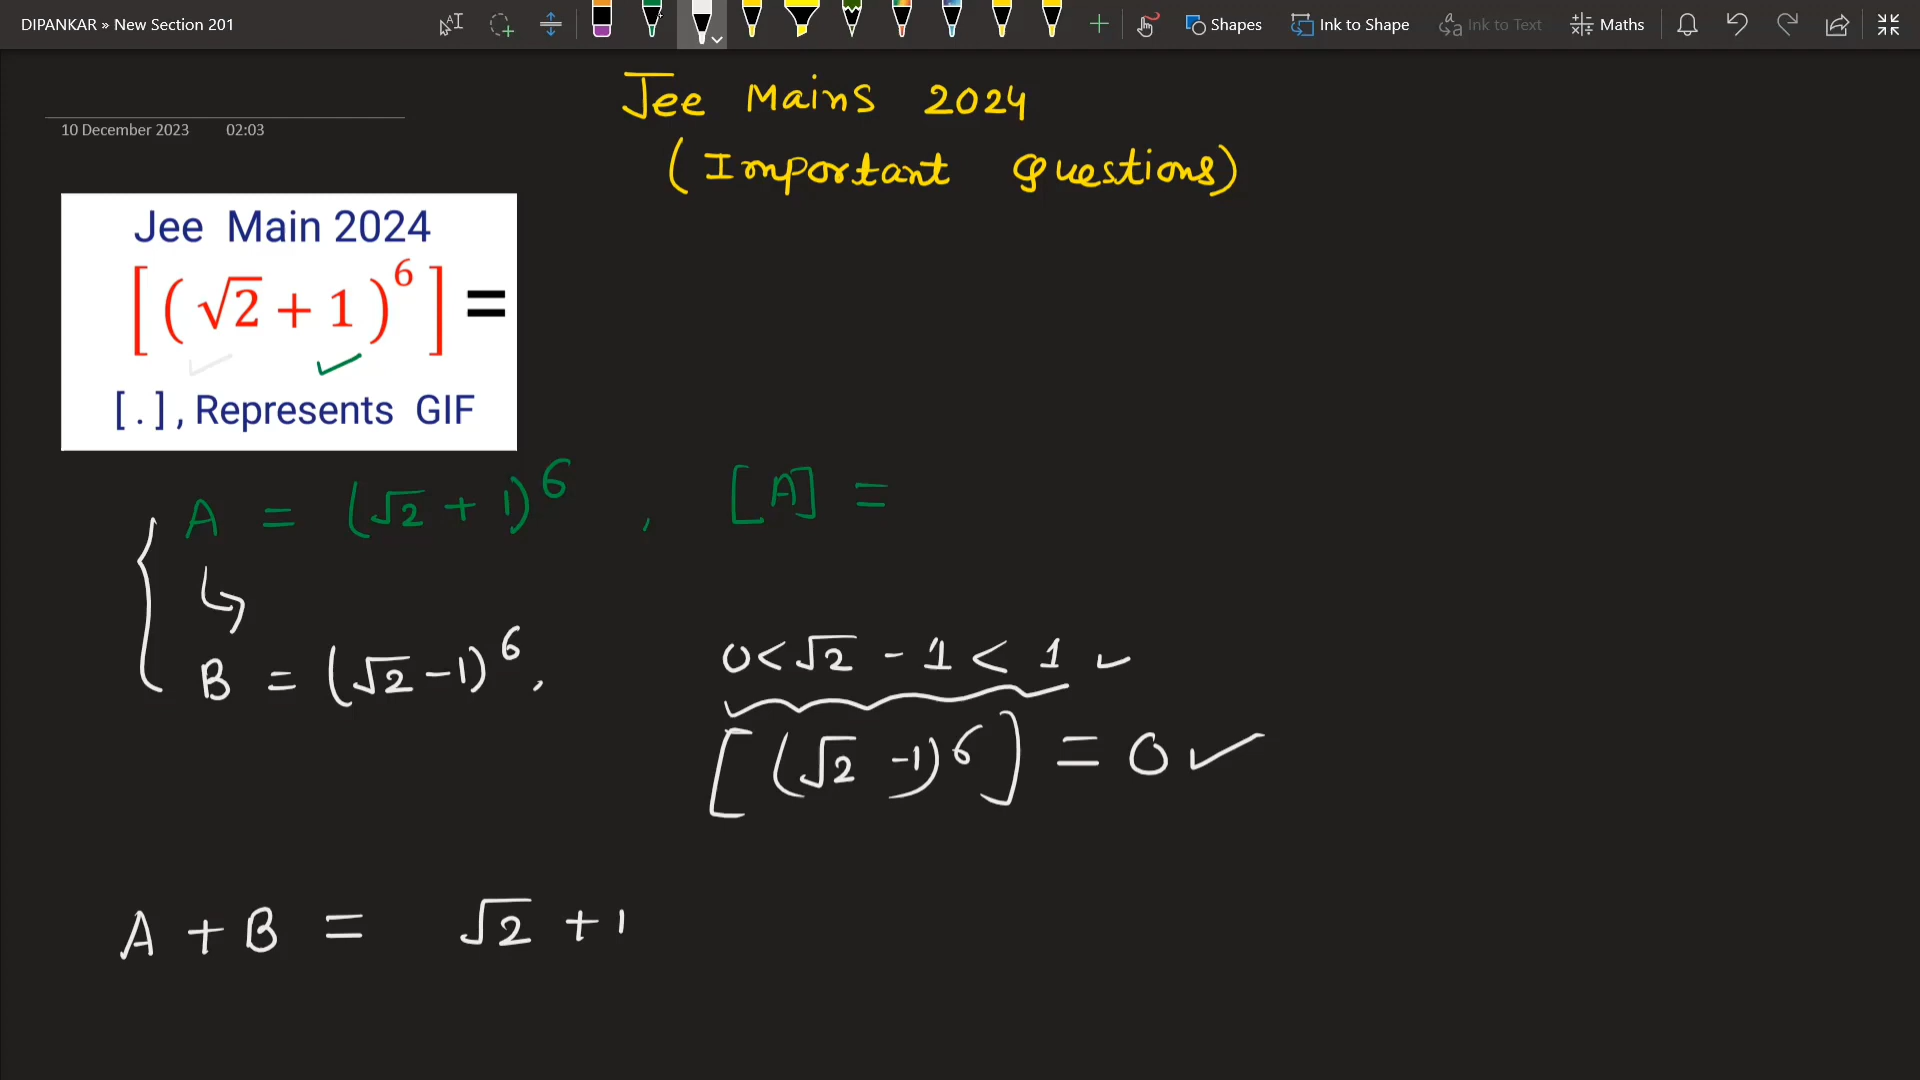 DIPANKAR » New Section 201
Shapes
Ink to Shape
Ink to Text
Maths
Jee Mains 2024
(Important Questions)
10 December 2023 02:03
Jee Main 2024
[(√2 + 1)^6] =
[ . ] , Represents GIF
A = (√2 + 1)^6 , [A] =
B = (√2 - 1)^6 ,
0 < √2 - 1 < 1 ✓
[(√2 - 1)^6] = 0 ✓
A + B = √2 + 1